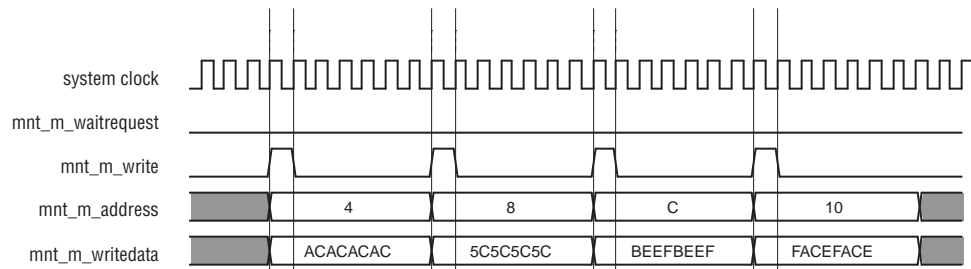 system clock
mnt_m_waitrequest
mnt_m_write
mnt_m_address 4 8 C 10
mnt_m_writedata ACACACAC 5C5C5C5C BEEFBEEF FACEFACE